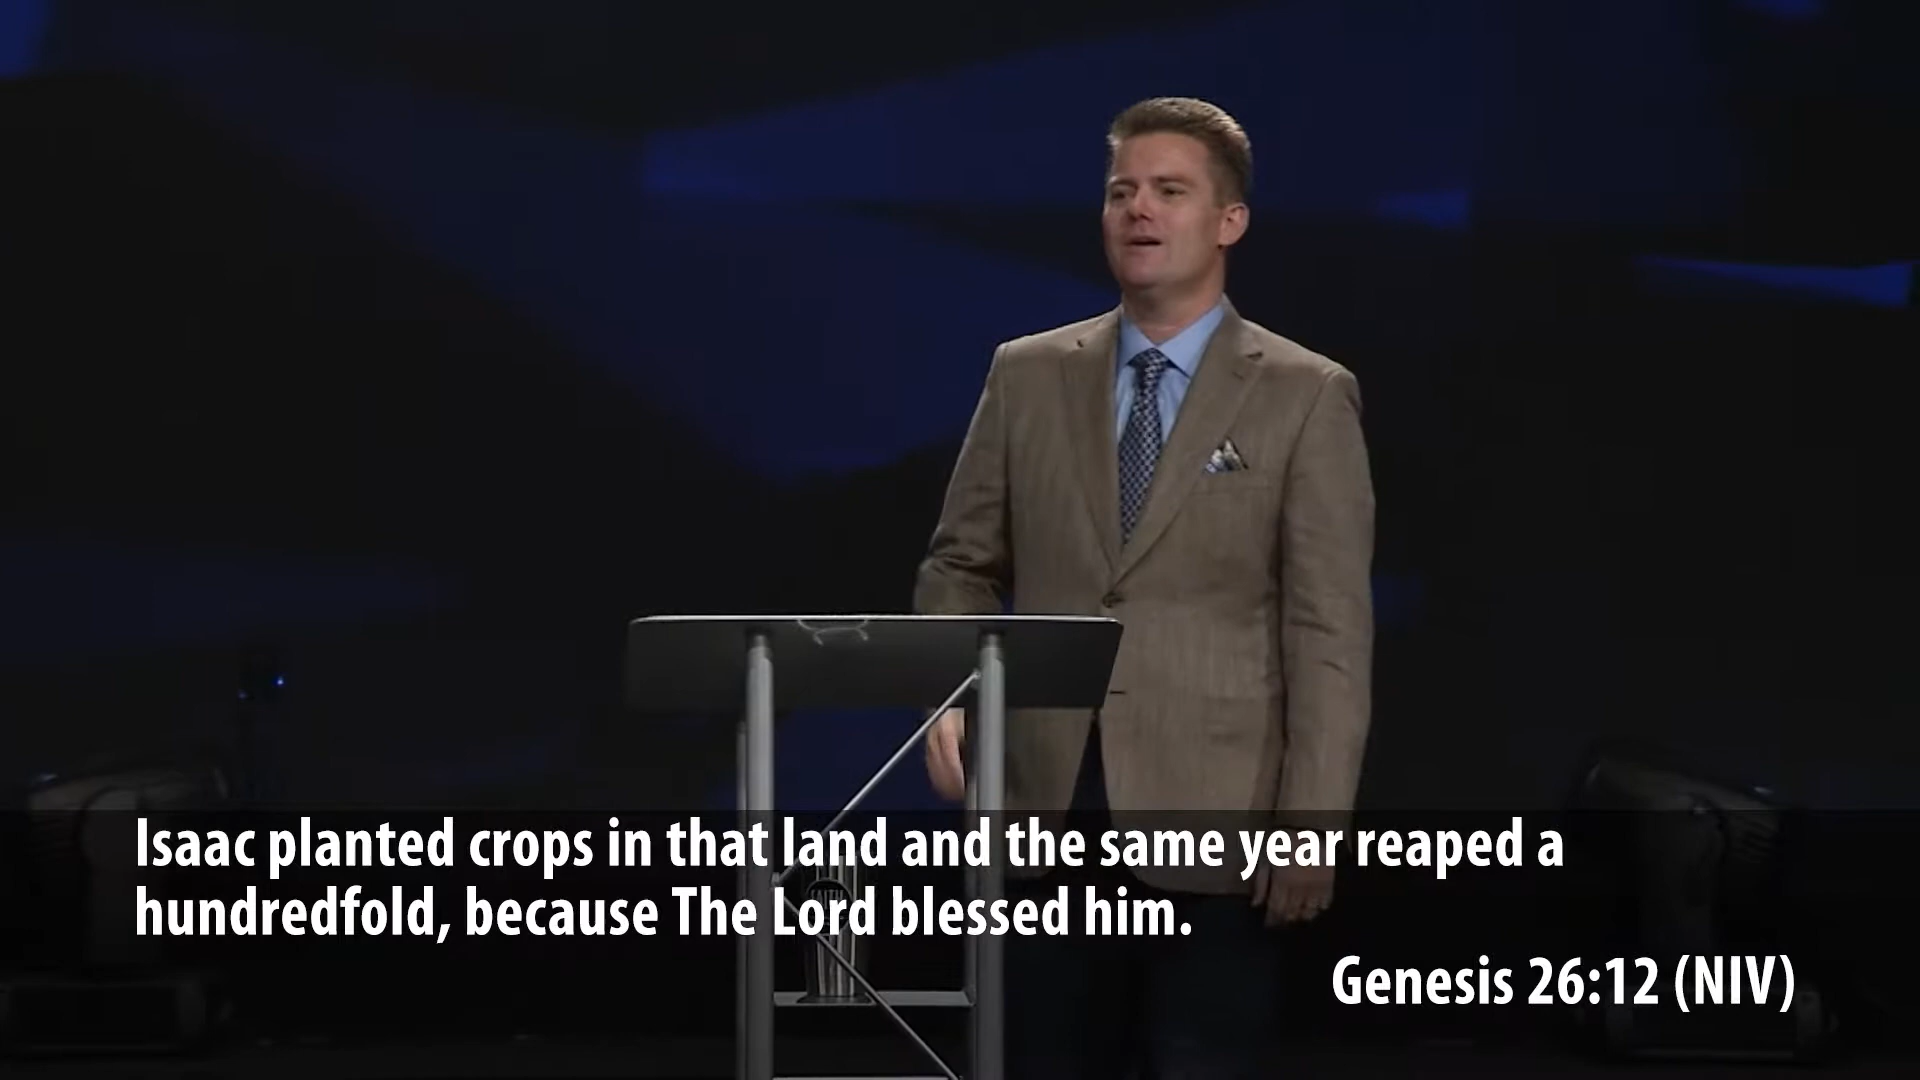 Isaac planted crops in that land and the same year reaped a
hundredfold, because The Lord blessed him.
Genesis 26:12 (NIV)